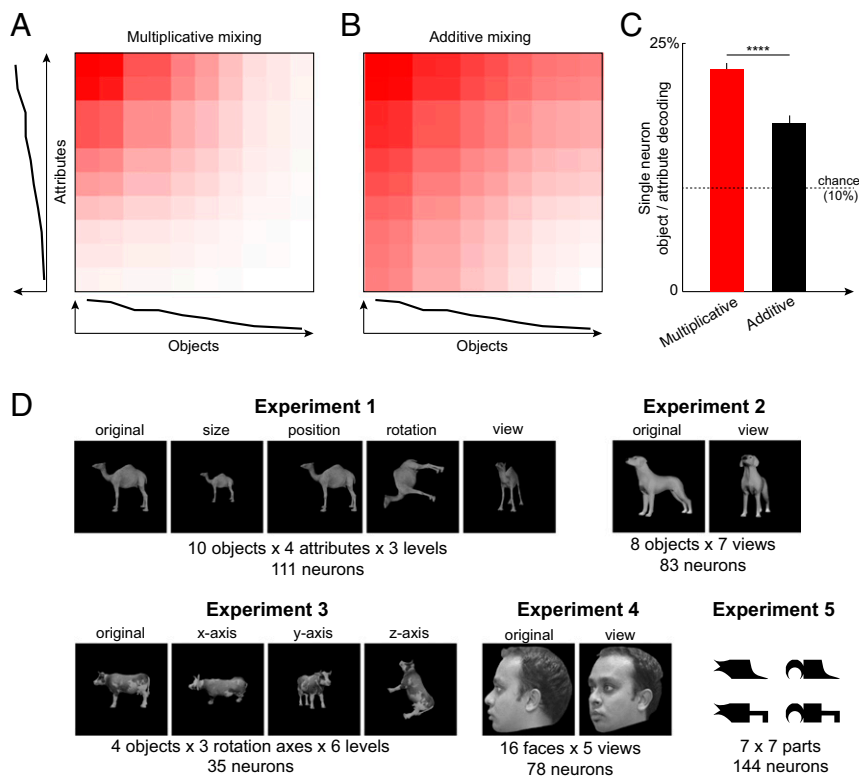 A
Multiplicative mixing
Attributes
Objects
B
Additive mixing
Objects
C
25%
****
Single neuron
object / attribute decoding
chance
(10%)
0
Multiplicative
Additive
D
Experiment 1
original size position rotation view
10 objects x 4 attributes x 3 levels
111 neurons
Experiment 2
original view
8 objects x 7 views
83 neurons
Experiment 3
original x-axis y-axis z-axis
4 objects x 3 rotation axes x 6 levels
35 neurons
Experiment 4
original view
16 faces x 5 views
78 neurons
Experiment 5
7 x 7 parts
144 neurons